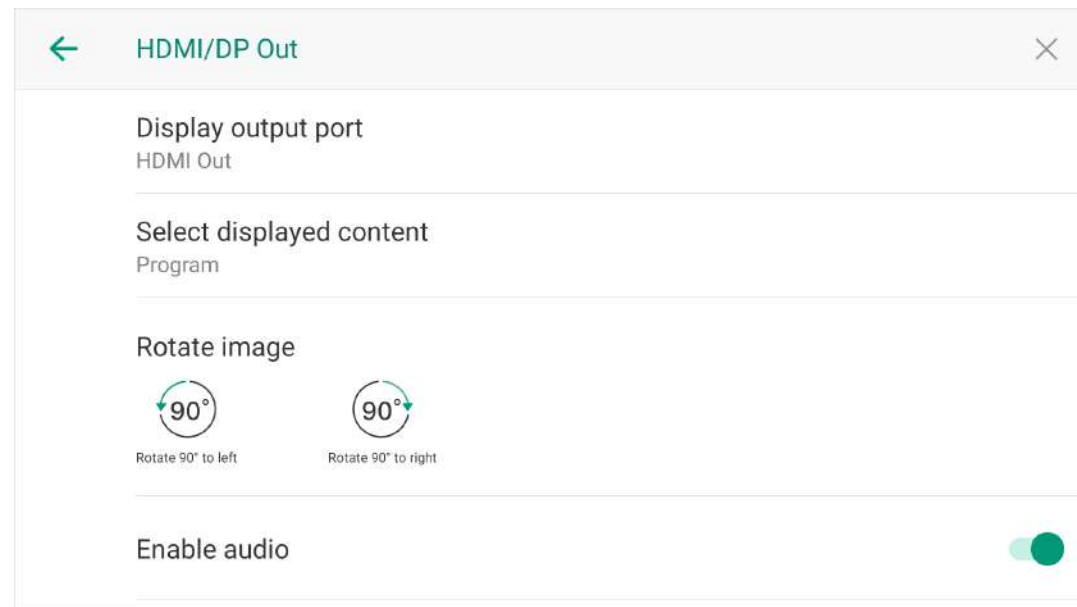 HDMI/DP Out
Display output port
HDMI Out
Select displayed content
Program
Rotate image
90° 90°
Rotate 90° to left Rotate 90° to right
Enable audio